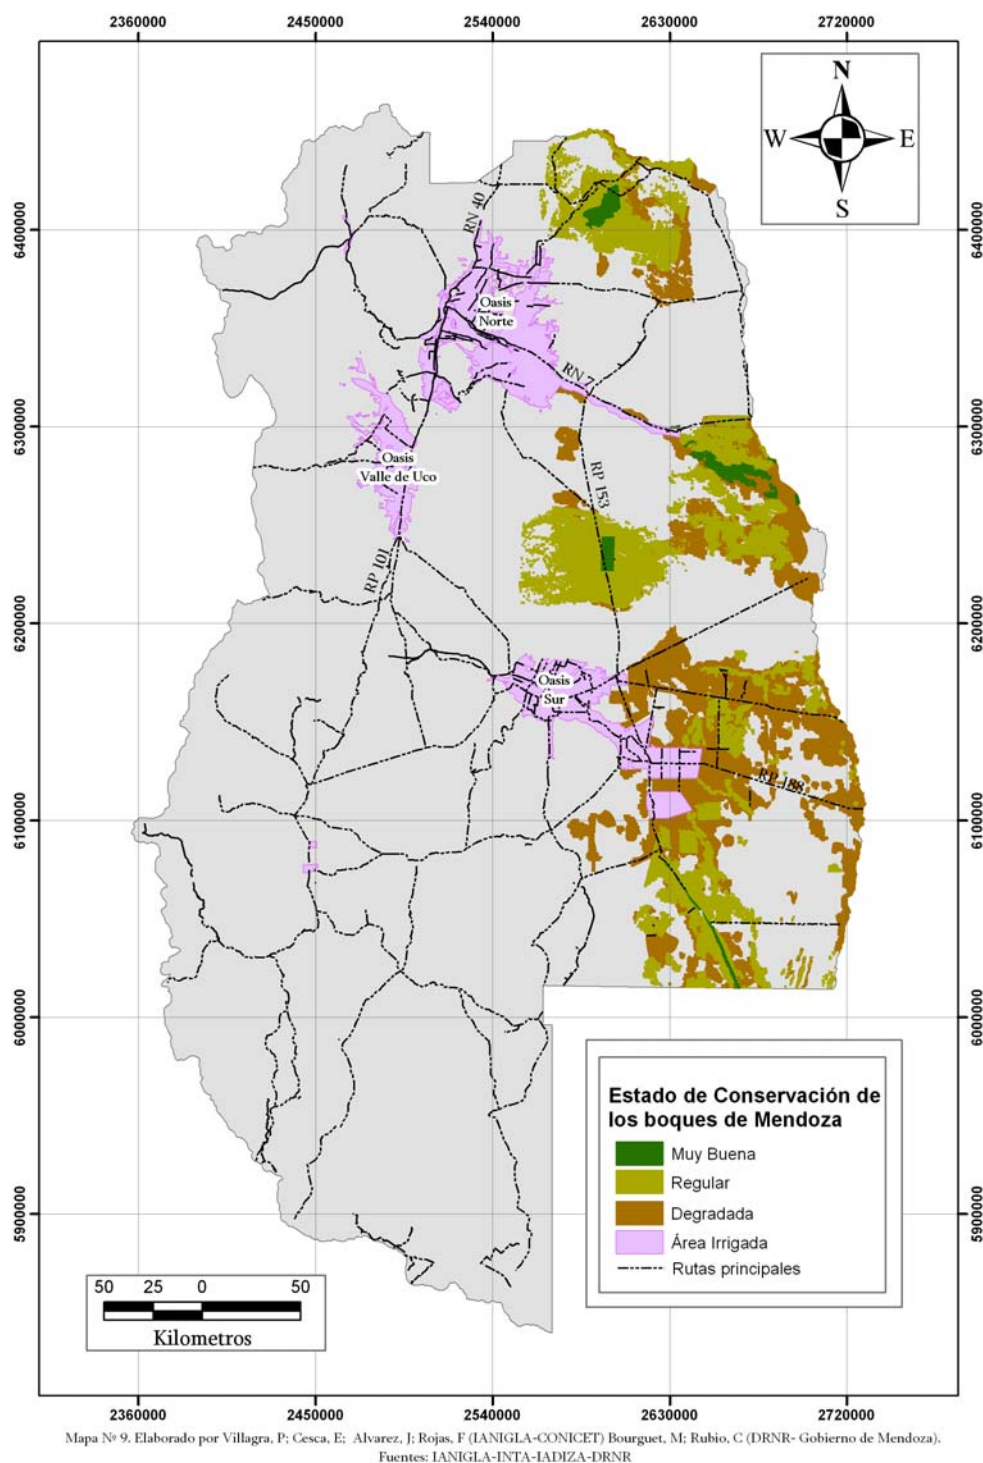 2360000 2450000 2540000 2630000 2720000
N
W E
S
6400000 6400000
RN 40
Oasis
Norte
RN 7
6300000 6300000
Oasis
Valle de Uco
RP 153
RP 101
6200000 6200000
Oasis
Sur
RP 188
6100000 6100000
6000000 6000000
Estado de Conservación de
los boques de Mendoza
Muy Buena
Regular
Degradada
Área Irrigada
Rutas principales
5900000 5900000
50 25 0 50
Kilometros
2360000 2450000 2540000 2630000 2720000
Mapa Nº 9. Elaborado por Villagra, P; Cesca, E; Alvarez, J; Rojas, F (IANIGLA-CONICET) Bourguet, M; Rubio, C (DRNR- Gobierno de Mendoza).
Fuentes: IANIGLA-INTA-IADIZA-DRNR